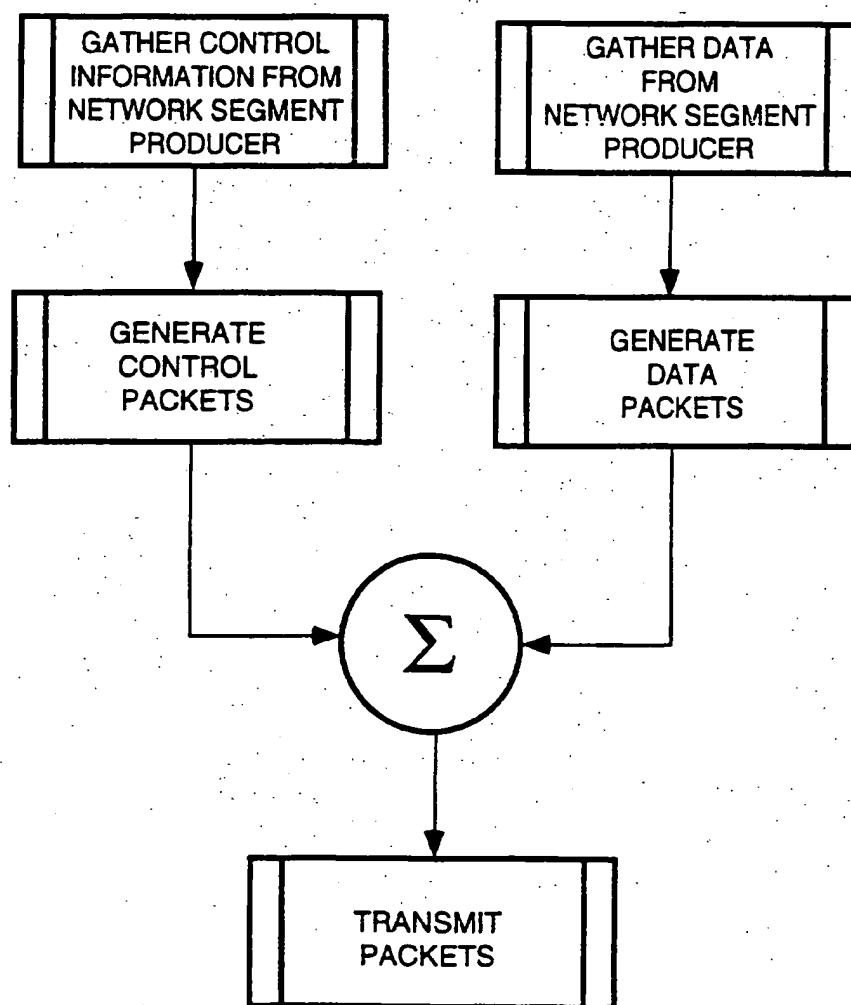 GATHER CONTROL
INFORMATION FROM
NETWORK SEGMENT
PRODUCER
GATHER DATA
FROM
NETWORK SEGMENT
PRODUCER
GENERATE
CONTROL
PACKETS
GENERATE
DATA
PACKETS
Σ
TRANSMIT
PACKETS